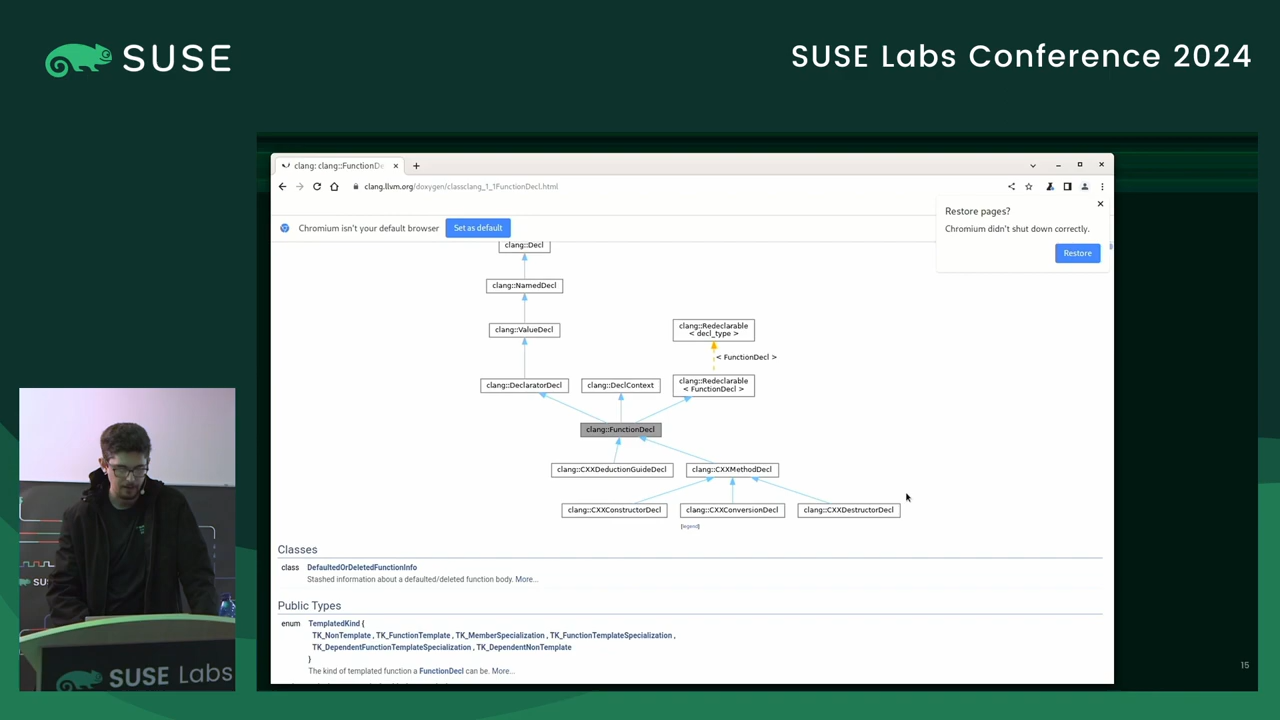 SUSE
SUSE Labs Conference 2024
clang: clang::FunctionDe
clang.llvm.org/doxygen/classclang_1_1FunctionDecl.html
Restore pages?
Chromium didn't shut down correctly.
Restore
Chromium isn't your default browser
Set as default
clang::Decl
clang::NamedDecl
clang::ValueDecl
clang::Redeclarable
< decl_type >
< FunctionDecl >
clang::DeclaratorDecl
clang::DeclContext
clang::Redeclarable
< FunctionDecl >
clang::FunctionDecl
clang::CXXDeductionGuideDecl
clang::CXXMethodDecl
clang::CXXConstructorDecl
clang::CXXConversionDecl
clang::CXXDestructorDecl
[legend]
Classes
class DefaultedOrDeletedFunctionInfo
Stashed information about a defaulted/deleted function body. More...
Public Types
enum TemplatedKind {
TK_NonTemplate , TK_FunctionTemplate , TK_MemberSpecialization , TK_FunctionTemplateSpecialization ,
TK_DependentFunctionTemplateSpecialization , TK_DependentNonTemplate
}
The kind of templated function a FunctionDecl can be. More...
15
SUS
SUSE Labs